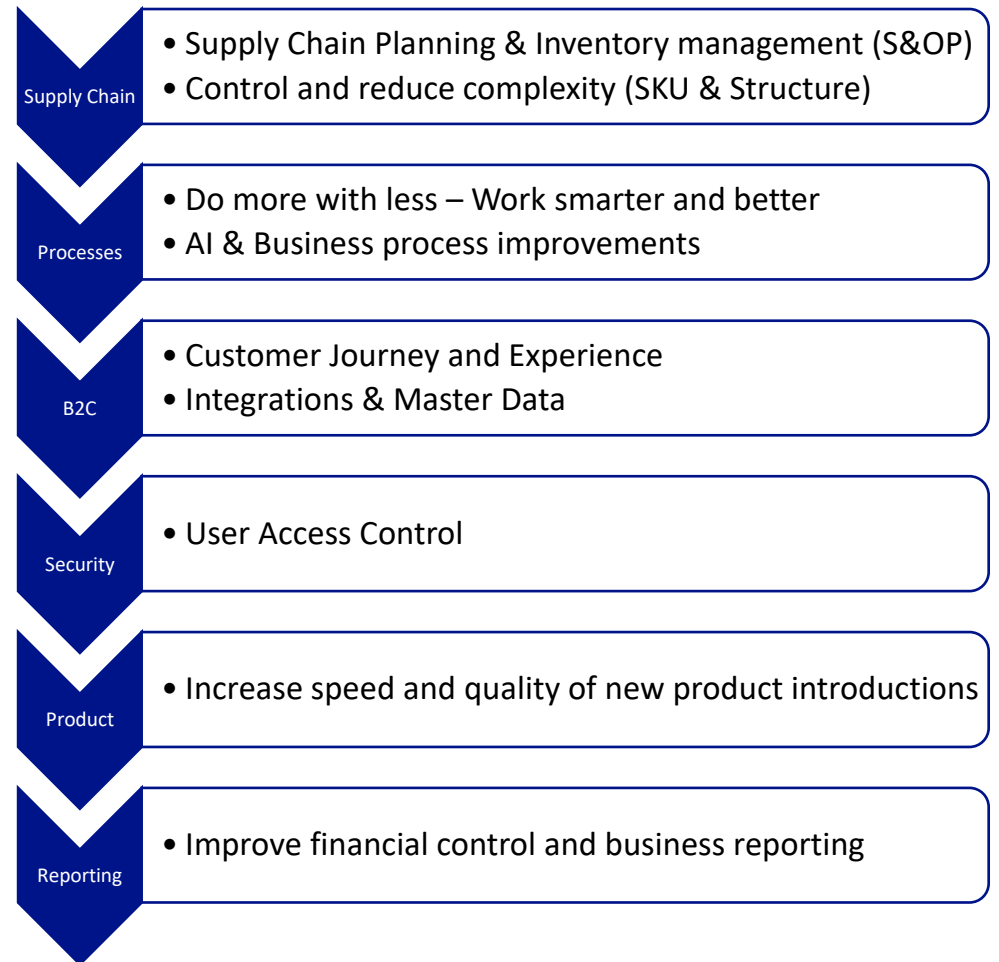 Supply Chain
• Supply Chain Planning & Inventory management (S&OP)
• Control and reduce complexity (SKU & Structure)
Processes
• Do more with less – Work smarter and better
• AI & Business process improvements
B2C
• Customer Journey and Experience
• Integrations & Master Data
Security
• User Access Control
Product
• Increase speed and quality of new product introductions
Reporting
• Improve financial control and business reporting